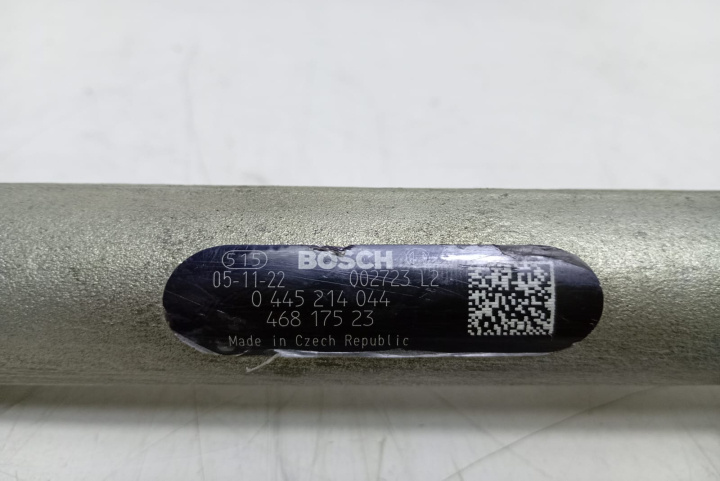 515 BOSCH
05-11-22 002723 L2
0 445 214 044
468 175 23
Made in Czech Republic